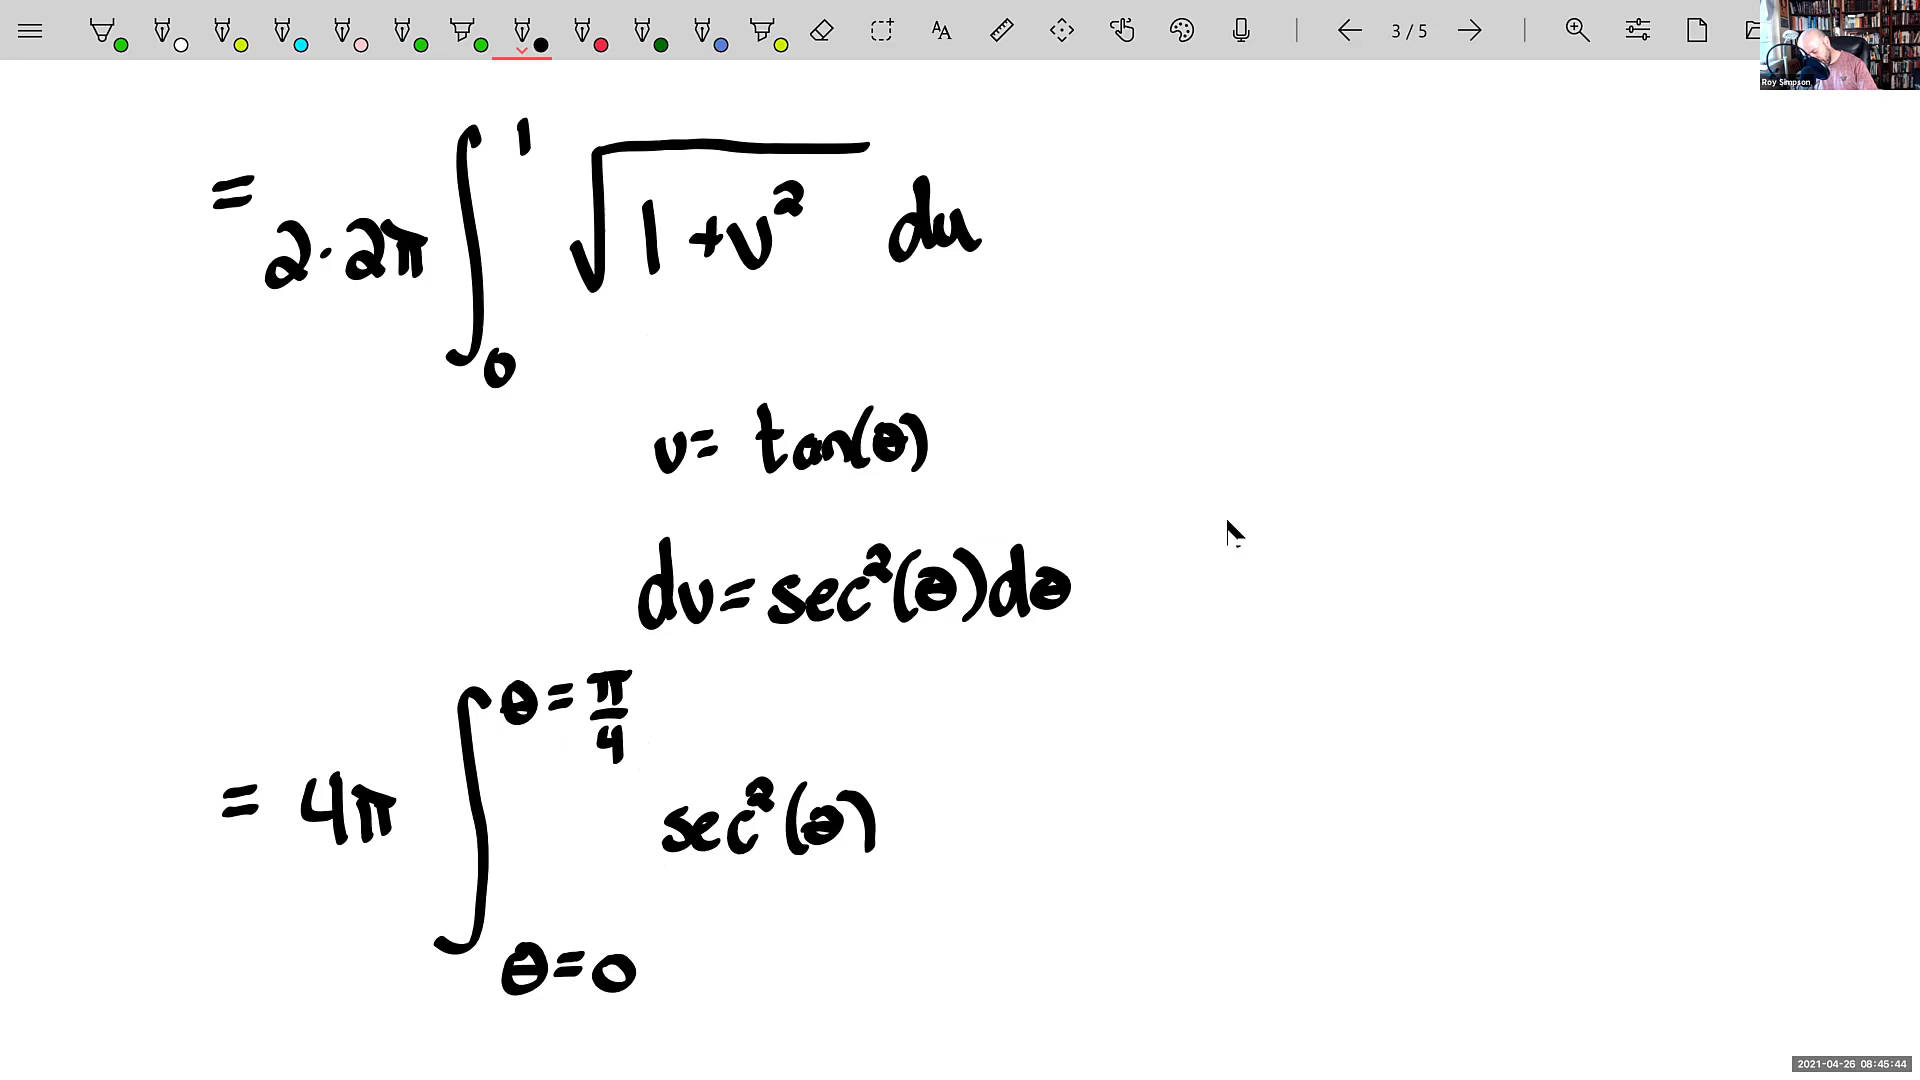 3 / 5
Roy Simpson
= 2·2π ∫₀¹ √(1+v²) du
v = tan(θ)
dv = sec²(θ)dθ
= 4π ∫_{θ=0}^{θ=π/4} sec²(θ)
2021-04-26 08:45:44